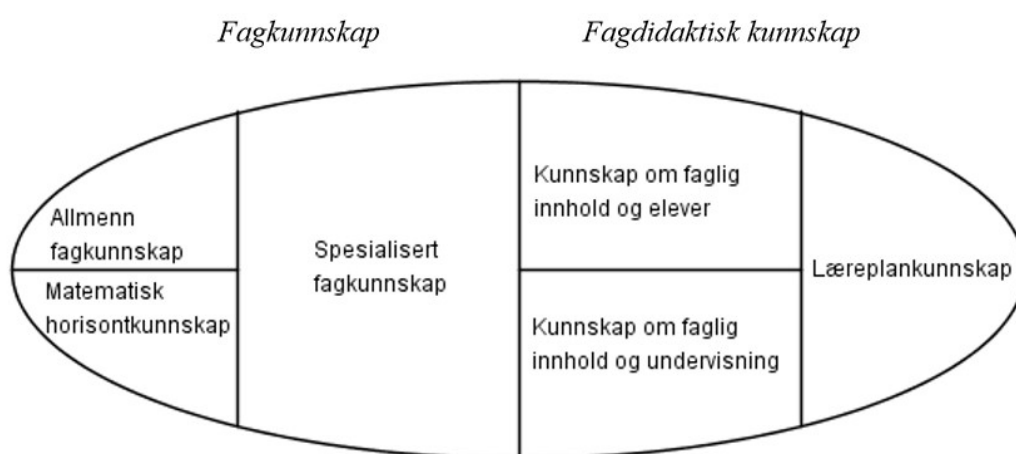 Fagkunnskap
Fagdidaktisk kunnskap
Allmenn
fagkunnskap
Matematisk
horisontkunnskap
Spesialisert
fagkunnskap
Kunnskap om faglig
innhold og elever
Kunnskap om faglig
innhold og undervisning
Læreplankunnskap